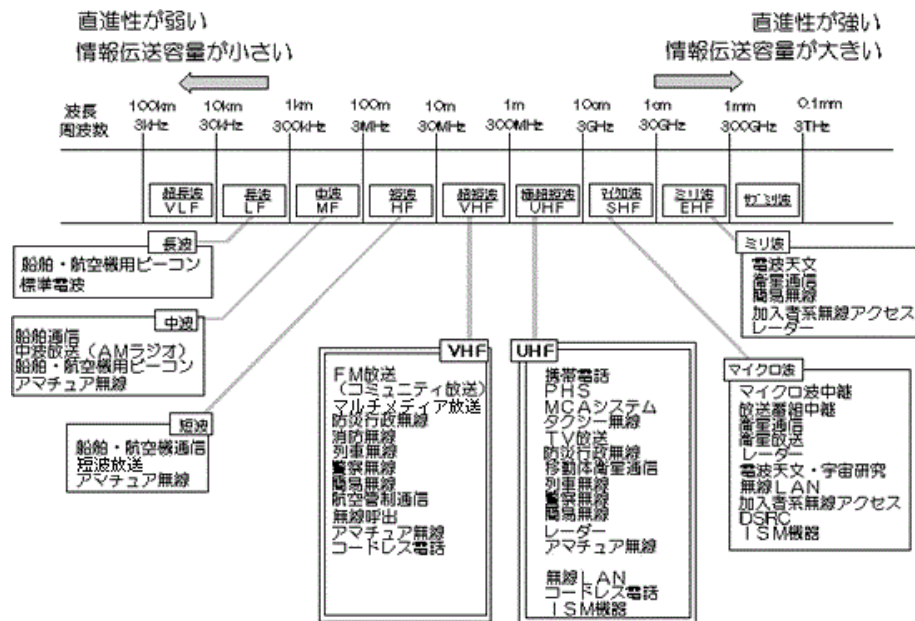 直進性が弱い
情報伝送容量が小さい
直進性が強い
情報伝送容量が大きい
波長 100km 10km 1km 100m 10m 1m 10cm 1cm 1mm 0.1mm
周波数 3kHz 30kHz 300kHz 3MHz 30MHz 300MHz 3GHz 30GHz 300GHz 3THz
超長波 長波 中波 短波 超短波 極超短波 マイクロ波 ミリ波 サブミリ波
VLF LF MF HF VHF UHF SHF EHF
長波
船舶・航空機用ビーコン
標準電波
中波
船舶通信
中波放送(AMラジオ)
船舶・航空機用ビーコン
アマチュア無線
短波
船舶・航空機通信
短波放送
アマチュア無線
VHF
FM放送
(コミュニティ放送)
マルチメディア放送
防災行政無線
消防無線
列車無線
警察無線
簡易無線
航空管制通信
無線呼出
アマチュア無線
コードレス電話
UHF
携帯電話
PHS
MCAシステム
タクシー無線
TV放送
防災行政無線
移動体衛星通信
列車無線
警察無線
簡易無線
レーダー
アマチュア無線
無線LAN
コードレス電話
ISM機器
ミリ波
電波天文
衛星通信
簡易無線
加入者系無線アクセス
レーダー
マイクロ波
マイクロ波中継
放送番組中継
衛星通信
衛星放送
レーダー
電波天文・宇宙研究
無線LAN
加入者系無線アクセス
DSRC
ISM機器